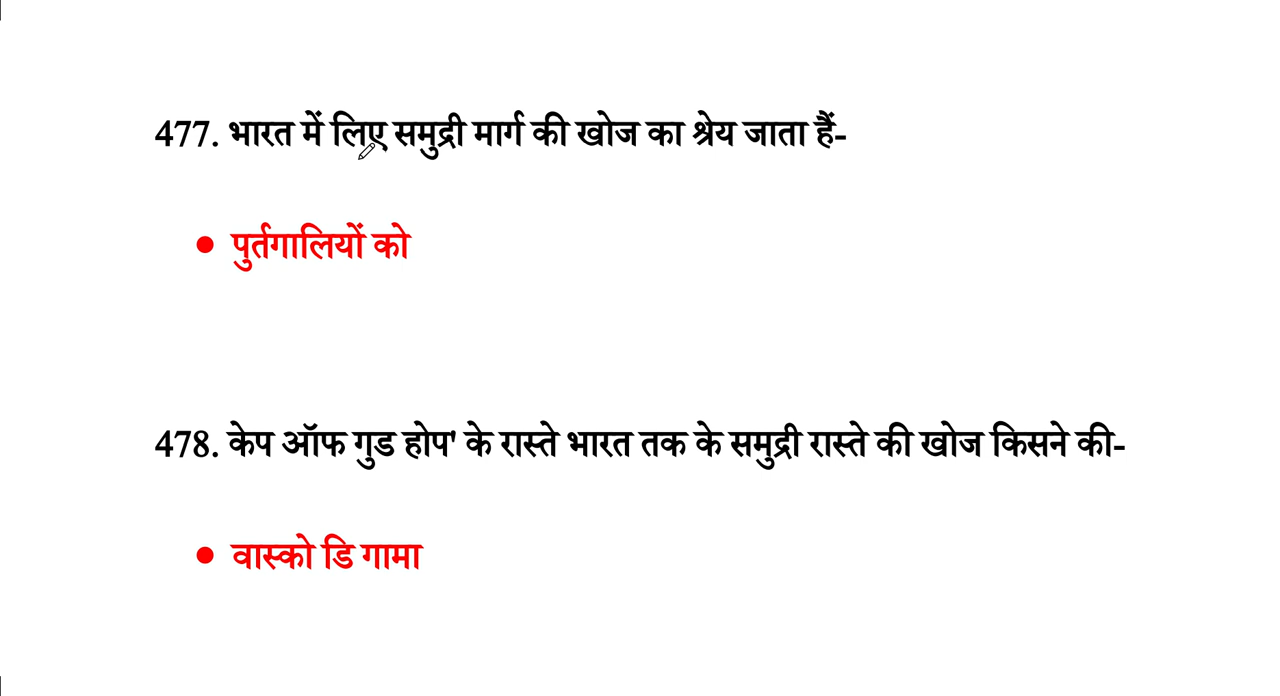 477. भारत में लिए समुद्री मार्ग की खोज का श्रेय जाता हैं-
• पुर्तगालियों को
478. केप ऑफ गुड होप' के रास्ते भारत तक के समुद्री रास्ते की खोज किसने की-
• वास्को डि गामा